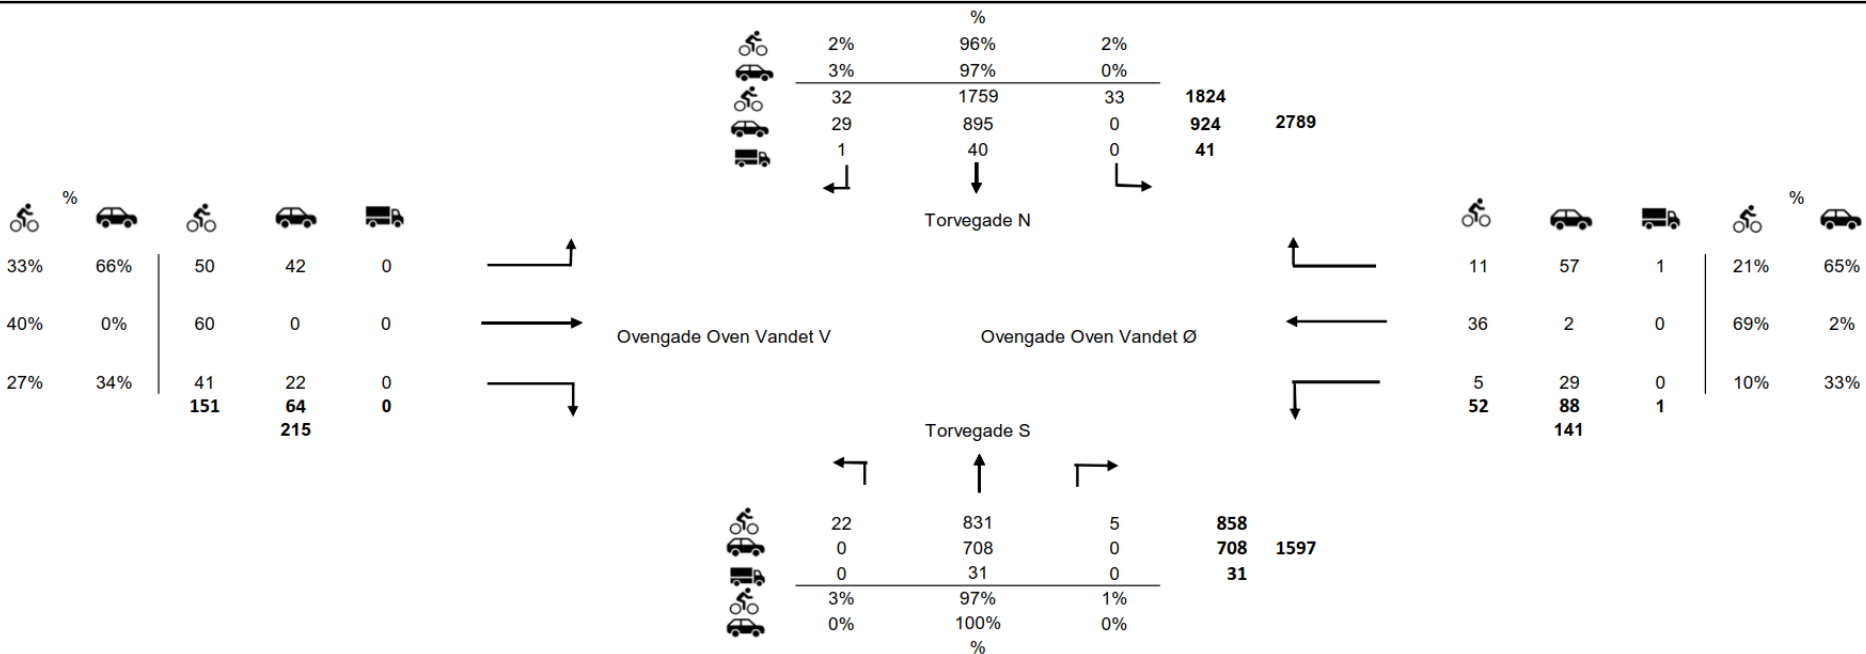 %
2% 96% 2%
3% 97% 0%
32 1759 33 1824
29 895 0 924 2789
1 40 0 41
% %
Torvegade N
33% 66% 50 42 0 11 57 1 21% 65%
40% 0% 60 0 0 36 2 0 69% 2%
Ovengade Oven Vandet V Ovengade Oven Vandet Ø
27% 34% 41 22 0 5 29 0 10% 33%
151 64 0 52 88 1
215 141
Torvegade S
22 831 5 858
0 708 0 708 1597
0 31 0 31
3% 97% 1%
0% 100% 0%
%